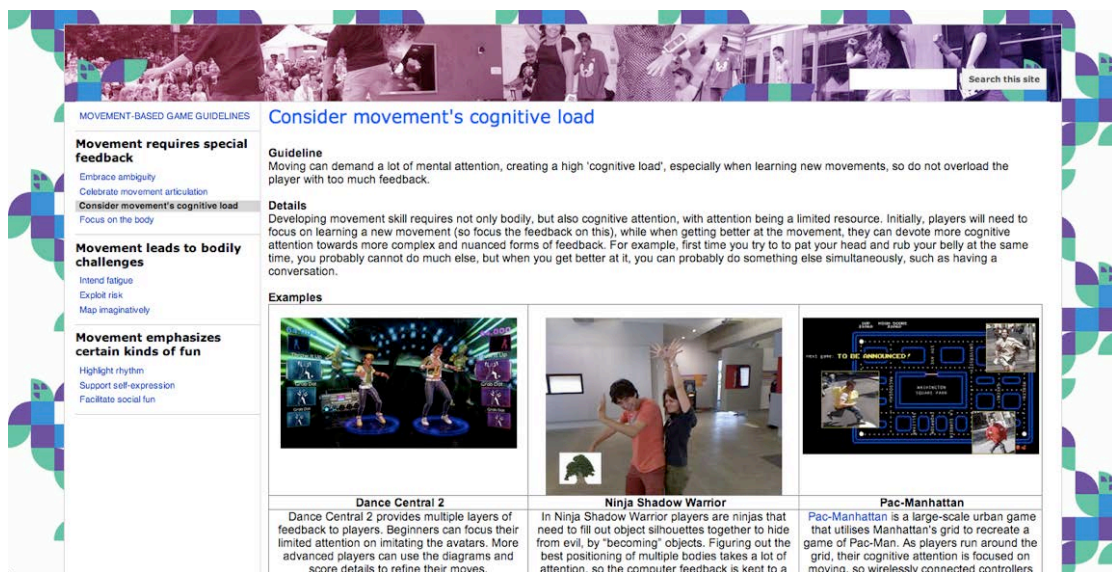 Search this site
MOVEMENT-BASED GAME GUIDELINES
Movement requires special
feedback
Embrace ambiguity
Celebrate movement articulation
Consider movement's cognitive load
Focus on the body
Movement leads to bodily
challenges
Intend fatigue
Exploit risk
Map imaginatively
Movement emphasizes
certain kinds of fun
Highlight rhythm
Support self-expression
Facilitate social fun
Consider movement's cognitive load
Guideline
Moving can demand a lot of mental attention, creating a high 'cognitive load', especially when learning new movements, so do not overload the
player with too much feedback.
Details
Developing movement skill requires not only bodily, but also cognitive attention, with attention being a limited resource. Initially, players will need to
focus on learning a new movement (so focus the feedback on this), while when getting better at the movement, they can devote more cognitive
attention towards more complex and nuanced forms of feedback. For example, first time you try to to pat your head and rub your belly at the same
time, you probably cannot do much else, but when you get better at it, you can probably do something else simultaneously, such as having a
conversation.
Examples
TO BE ANNOUNCED!
WASHINGTON
SQUARE PARK
Dance Central 2
Dance Central 2 provides multiple layers of
feedback to players. Beginners can focus their
limited attention on imitating the avatars. More
advanced players can use the diagrams and
score details to refine their moves.
Ninja Shadow Warrior
In Ninja Shadow Warrior players are ninjas that
need to fill out object silhouettes together to hide
from evil, by "becoming" objects. Figuring out the
best positioning of multiple bodies takes a lot of
attention, so the computer feedback is kept to a
Pac-Manhattan
Pac-Manhattan is a large-scale urban game
that utilises Manhattan's grid to recreate a
game of Pac-Man. As players run around the
grid, their cognitive attention is focused on
moving, so wirelessly connected controllers